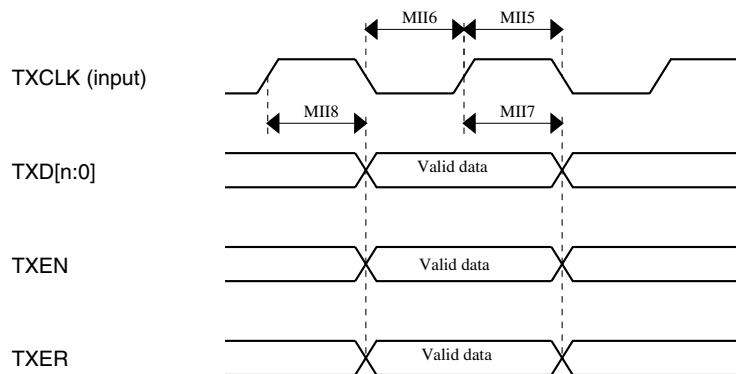 MII6 MII5
TXCLK (input)
MII8 MII7
TXD[n:0] Valid data
TXEN Valid data
TXER Valid data